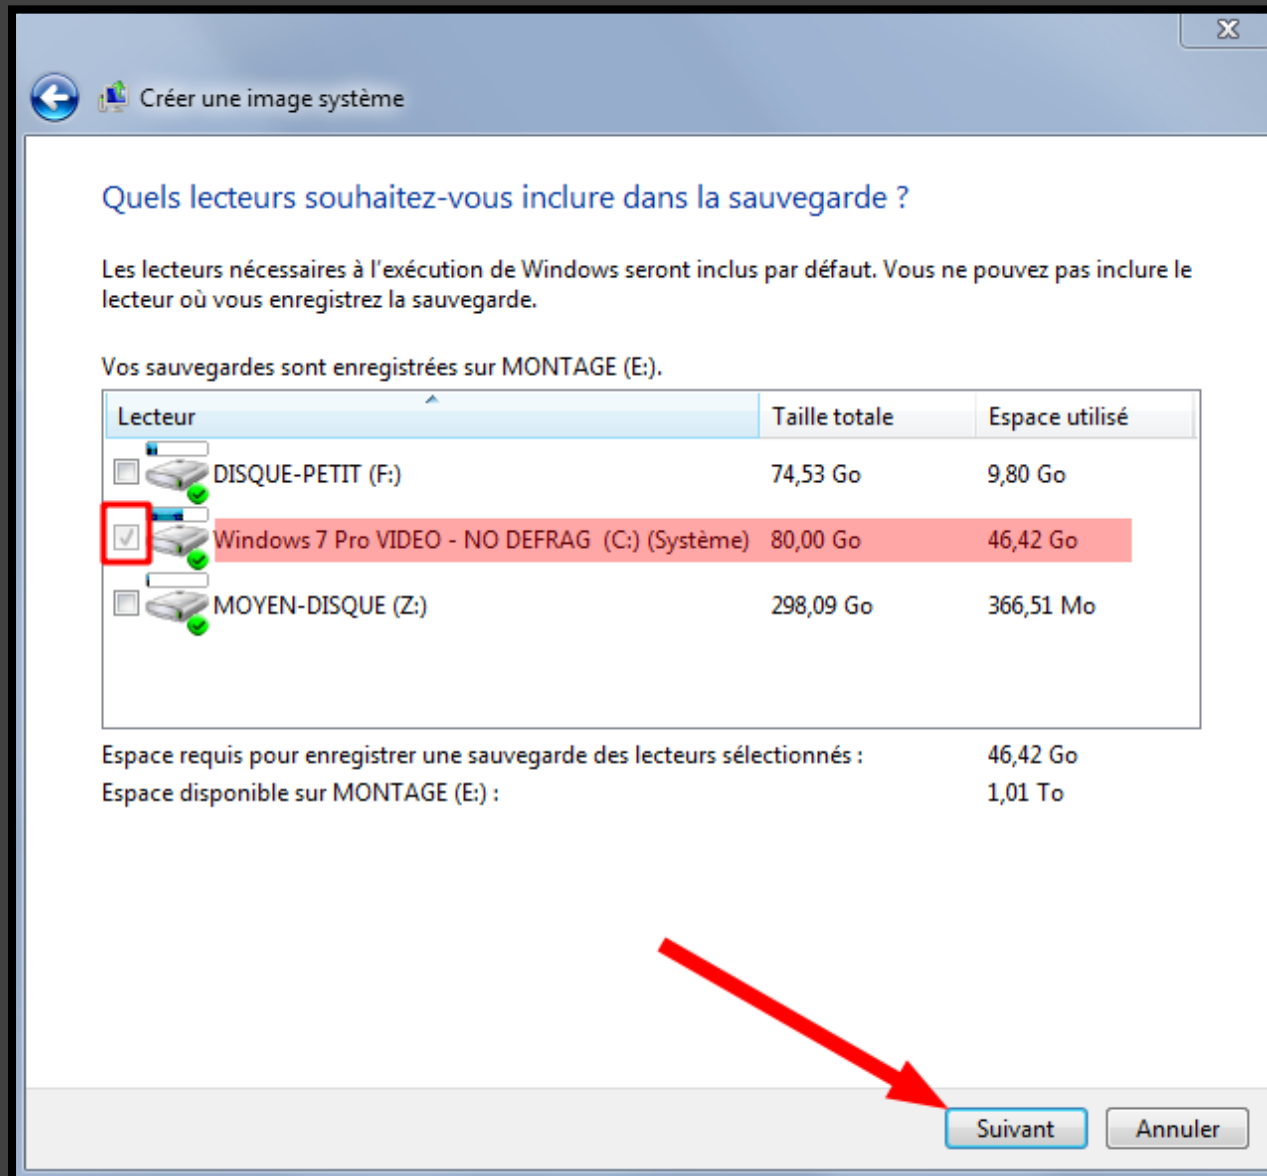 Créer une image système
Quels lecteurs souhaitez-vous inclure dans la sauvegarde ?
Les lecteurs nécessaires à l'exécution de Windows seront inclus par défaut. Vous ne pouvez pas inclure le
lecteur où vous enregistrez la sauvegarde.
Vos sauvegardes sont enregistrées sur MONTAGE (E:).
Lecteur Taille totale Espace utilisé
DISQUE-PETIT (F:) 74,53 Go 9,80 Go
Windows 7 Pro VIDEO - NO DEFRAG (C:) (Système) 80,00 Go 46,42 Go
MOYEN-DISQUE (Z:) 298,09 Go 366,51 Mo
Espace requis pour enregistrer une sauvegarde des lecteurs sélectionnés : 46,42 Go
Espace disponible sur MONTAGE (E:) : 1,01 To
Suivant Annuler